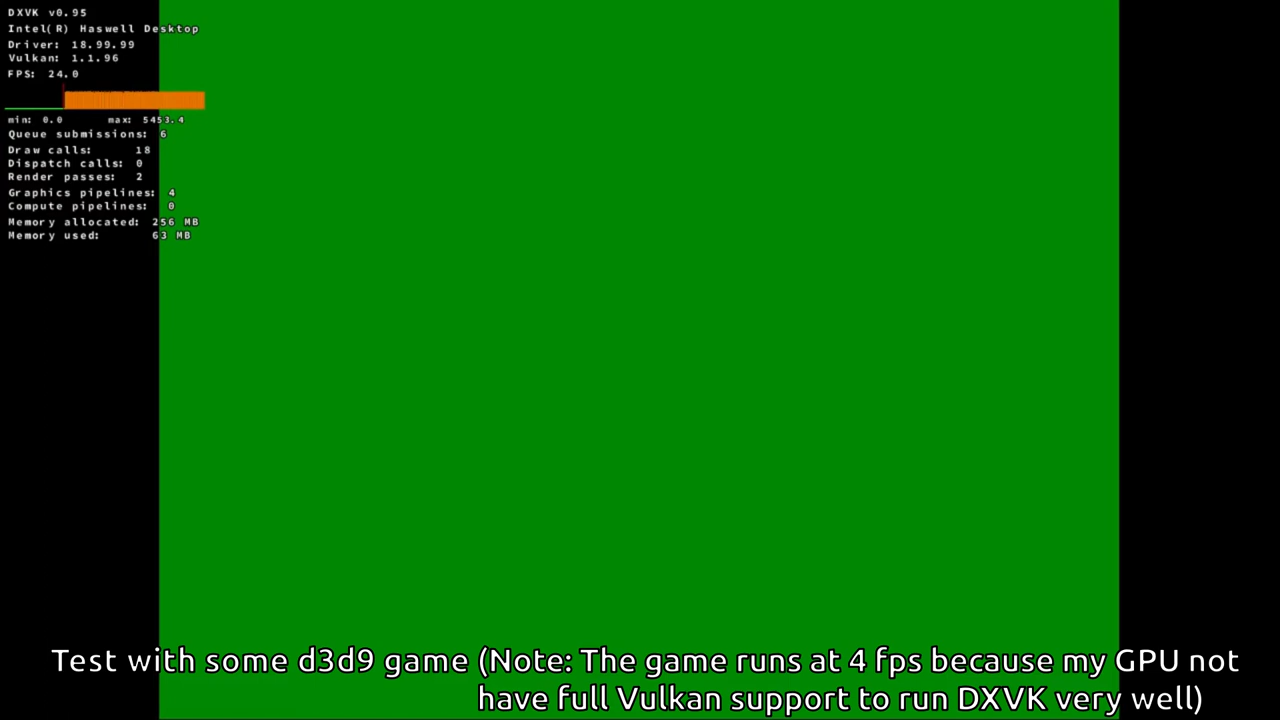 DXVK v0.95
Intel(R) Haswell Desktop
Driver: 18.99.99
Vulkan: 1.1.96
FPS: 24.0
min: 0.0 max: 5453.4
Queue submissions: 6
Draw calls: 18
Dispatch calls: 0
Render passes: 2
Graphics pipelines: 4
Compute pipelines: 0
Memory allocated: 256 MB
Memory used: 63 MB
Test with some d3d9 game (Note: The game runs at 4 fps because my GPU not
have full Vulkan support to run DXVK very well)